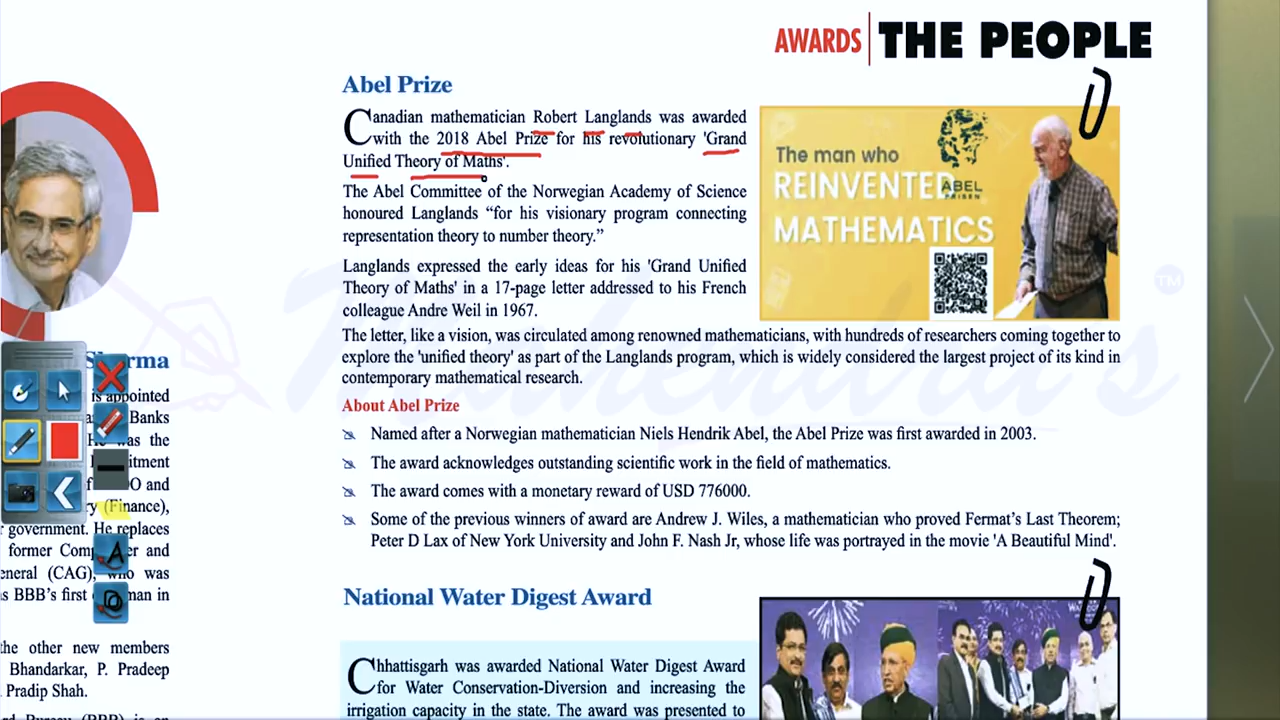 AWARDS THE PEOPLE
Abel Prize
Canadian mathematician Robert Langlands was awarded
with the 2018 Abel Prize for his revolutionary 'Grand
Unified Theory of Maths'.
The Abel Committee of the Norwegian Academy of Science
honoured Langlands “for his visionary program connecting
representation theory to number theory.”
Langlands expressed the early ideas for his 'Grand Unified
Theory of Maths' in a 17-page letter addressed to his French
colleague Andre Weil in 1967.
The man who
REINVENTED
MATHEMATICS
ABEL
PRISEN
The letter, like a vision, was circulated among renowned mathematicians, with hundreds of researchers coming together to
explore the 'unified theory' as part of the Langlands program, which is widely considered the largest project of its kind in
contemporary mathematical research.
About Abel Prize
Named after a Norwegian mathematician Niels Hendrik Abel, the Abel Prize was first awarded in 2003.
The award acknowledges outstanding scientific work in the field of mathematics.
The award comes with a monetary reward of USD 776000.
Some of the previous winners of award are Andrew J. Wiles, a mathematician who proved Fermat’s Last Theorem;
Peter D Lax of New York University and John F. Nash Jr, whose life was portrayed in the movie 'A Beautiful Mind'.
National Water Digest Award
Chhattisgarh was awarded National Water Digest Award
for Water Conservation-Diversion and increasing the
irrigation capacity in the state. The award was presented to
is appointed
Banks
was the
and
(Finance),
government. He replaces
former and
(CAG), who was
BBB’s first man in
the other new members
Bhandarkar, P. Pradeep
Pradip Shah.
Mahendra's
TM